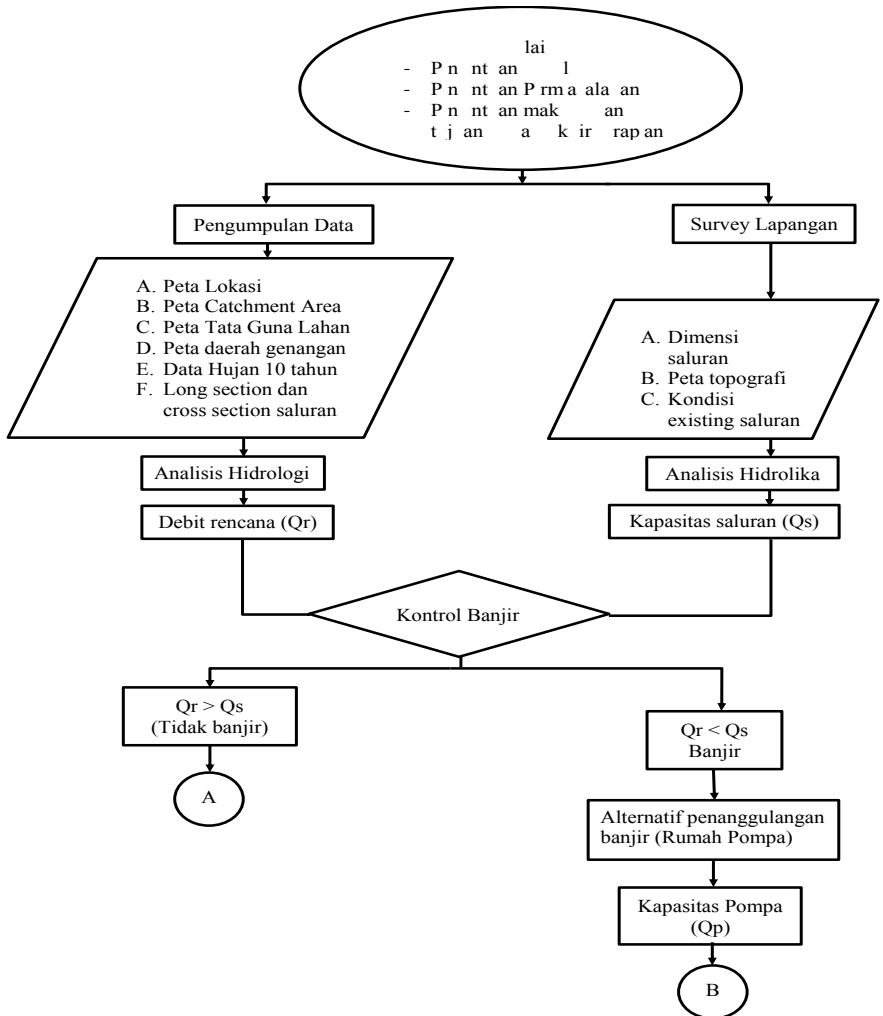 Pengumpulan Data
Survey Lapangan
A. Peta Lokasi
B. Peta Catchment Area
C. Peta Tata Guna Lahan
D. Peta daerah genangan
E. Data Hujan 10 tahun
F. Long section dan
cross section saluran
A. Dimensi
saluran
B. Peta topografi
C. Kondisi
existing saluran
Analisis Hidrologi
Analisis Hidrolika
Debit rencana (Qr)
Kapasitas saluran (Qs)
Kontrol Banjir
Qr > Qs
(Tidak banjir)
Qr < Qs
Banjir
A
Alternatif penanggulangan
banjir (Rumah Pompa)
Kapasitas Pompa
(Qp)
B